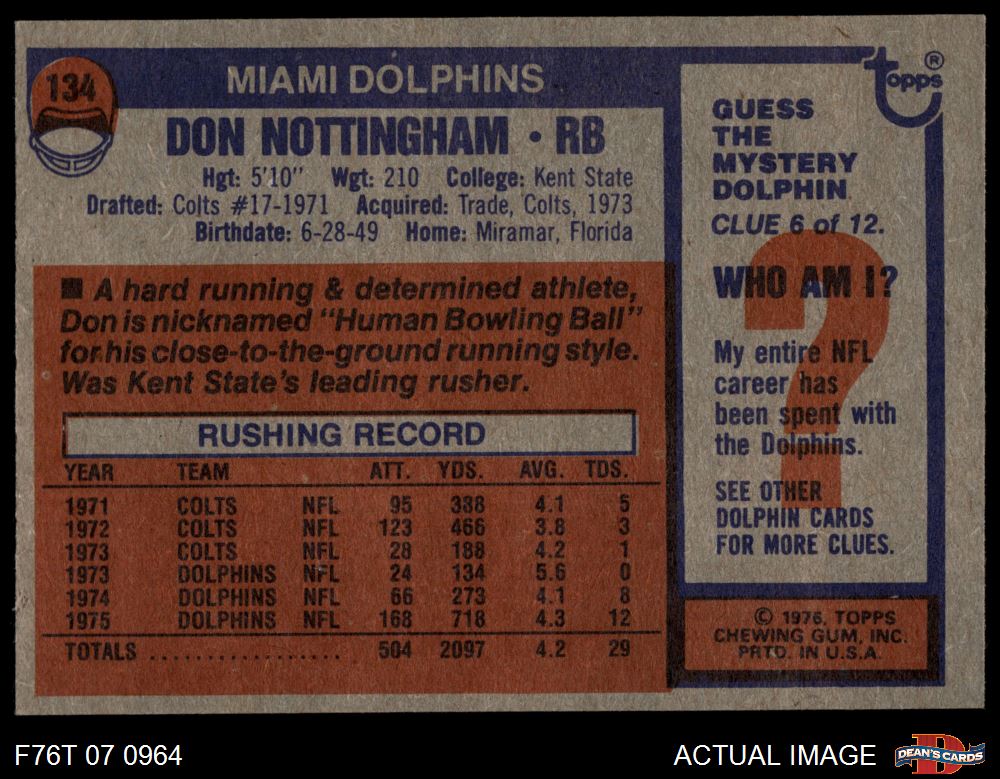 134
MIAMI DOLPHINS
DON NOTTINGHAM • RB
Hgt: 5'10" Wgt: 210 College: Kent State
Drafted: Colts #17-1971 Acquired: Trade, Colts, 1973
Birthdate: 6-28-49 Home: Miramar, Florida
■ A hard running & determined athlete,
Don is nicknamed "Human Bowling Ball"
for his close-to-the-ground running style.
Was Kent State's leading rusher.
RUSHING RECORD
YEAR TEAM ATT. YDS. AVG. TDS.
1971 COLTS NFL 95 388 4.1 5
1972 COLTS NFL 123 466 3.8 3
1973 COLTS NFL 28 188 4.2 1
1973 DOLPHINS NFL 24 134 5.6 0
1974 DOLPHINS NFL 66 273 4.1 8
1975 DOLPHINS NFL 168 718 4.3 12
TOTALS .................. 504 2097 4.2 29
Topps®
GUESS
THE
MYSTERY
DOLPHIN
CLUE 6 of 12.
?
WHO AM I?
My entire NFL
career has
been spent with
the Dolphins.
SEE OTHER
DOLPHIN CARDS
FOR MORE CLUES.
© 1976, TOPPS
CHEWING GUM, INC.
PRTD. IN U.S.A.
F76T 07 0964
ACTUAL IMAGE
D
DEAN'S CARDS